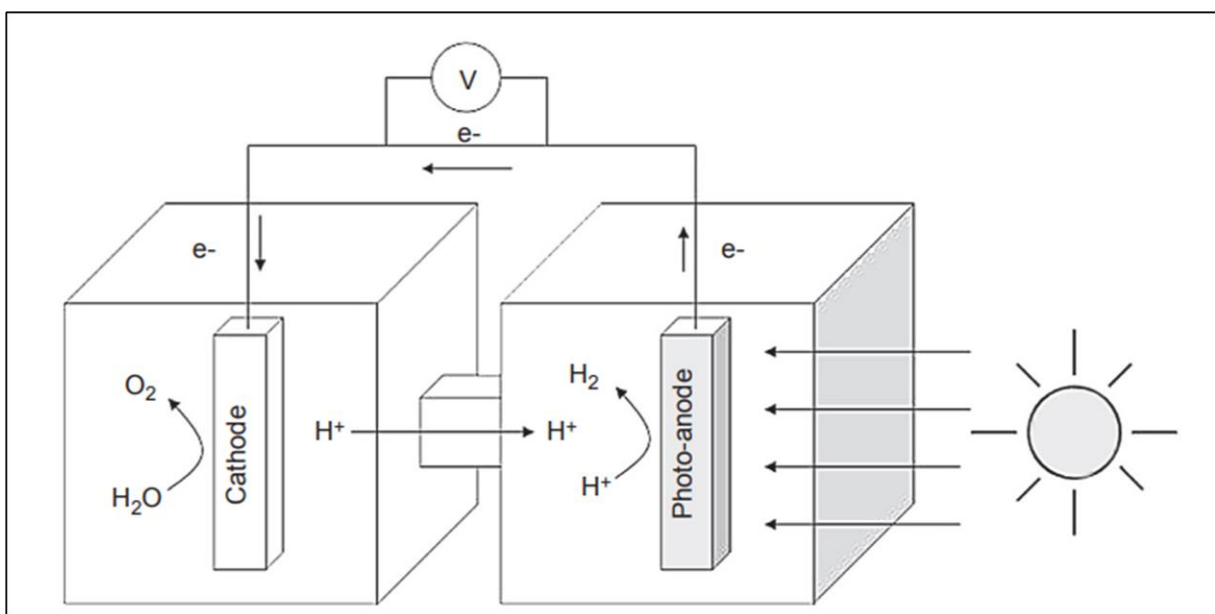 V
e-
e-
e-
O₂
H₂O
Cathode
H⁺
H⁺
H₂
H⁺
Photo-anode